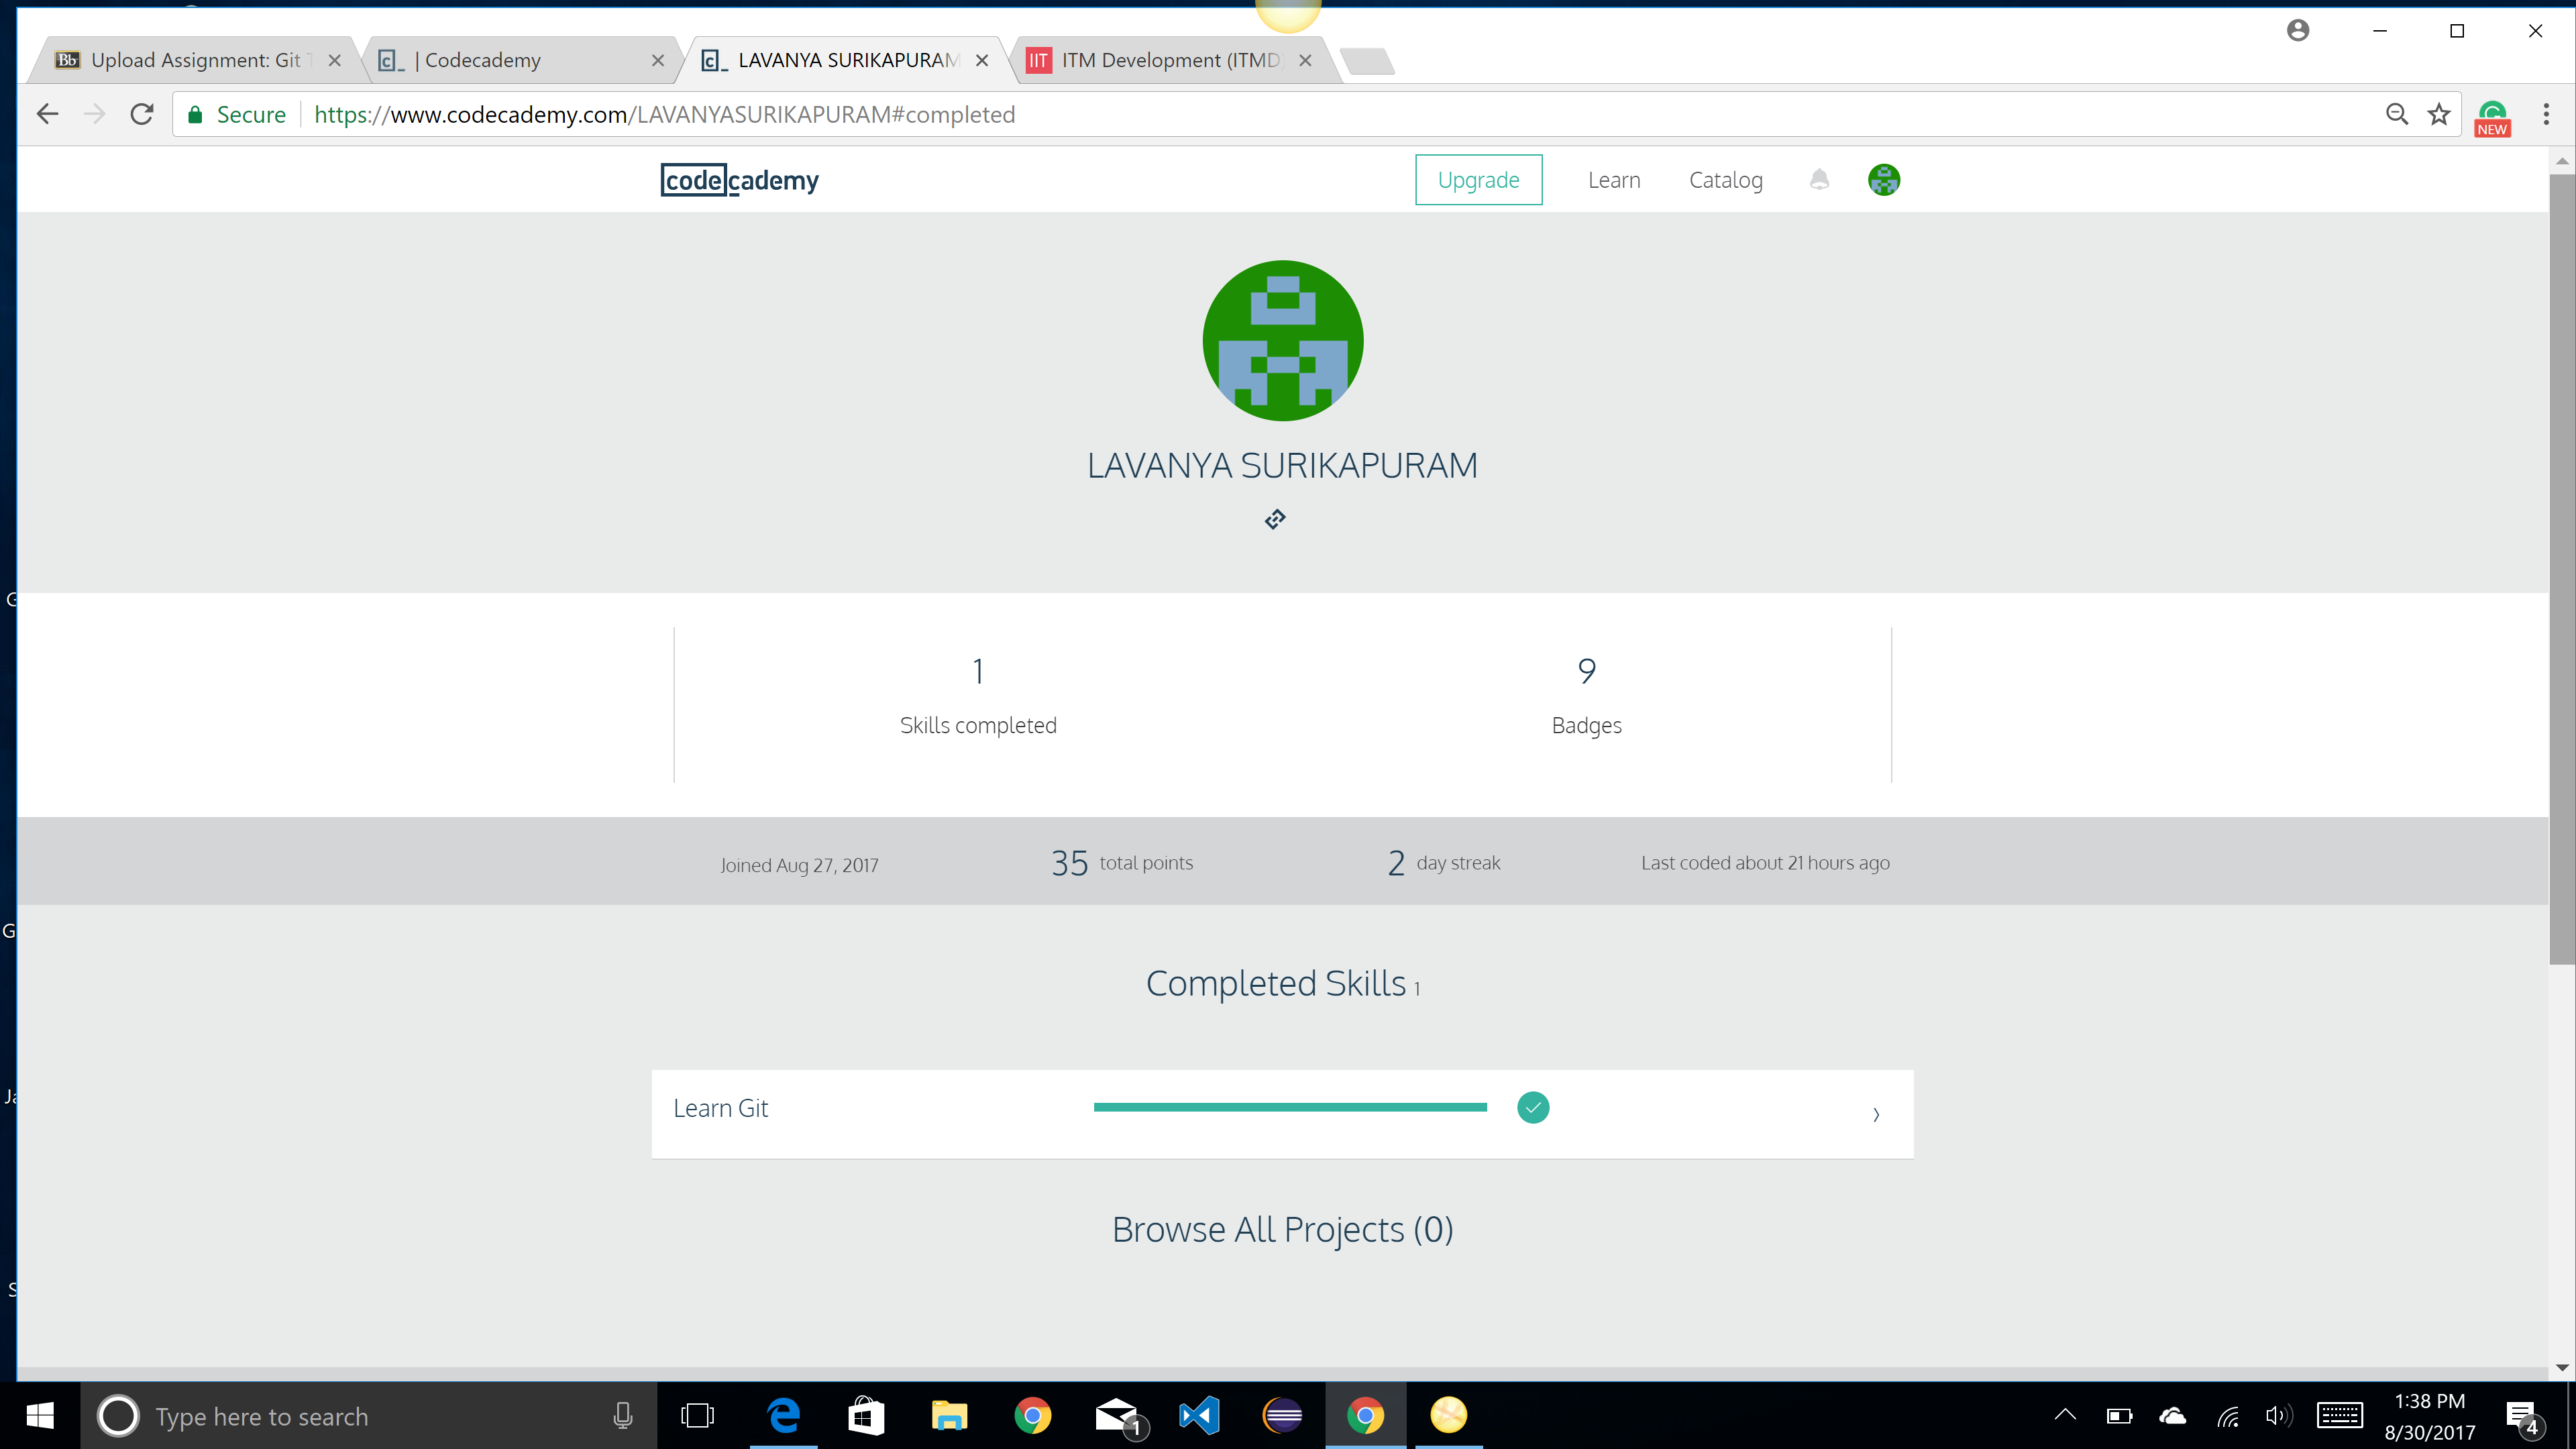 Upload Assignment: Git T
c_ | Codecademy
c_ LAVANYA SURIKAPURAM
IIT ITM Development (ITMD
Secure https://www.codecademy.com/LAVANYASURIKAPURAM#completed
NEW
codecademy Upgrade Learn Catalog
LAVANYA SURIKAPURAM
1 9
Skills completed Badges
Joined Aug 27, 2017 35 total points 2 day streak Last coded about 21 hours ago
Completed Skills 1
Learn Git
Browse All Projects (0)
Type here to search
1
1:38 PM
8/30/2017
4